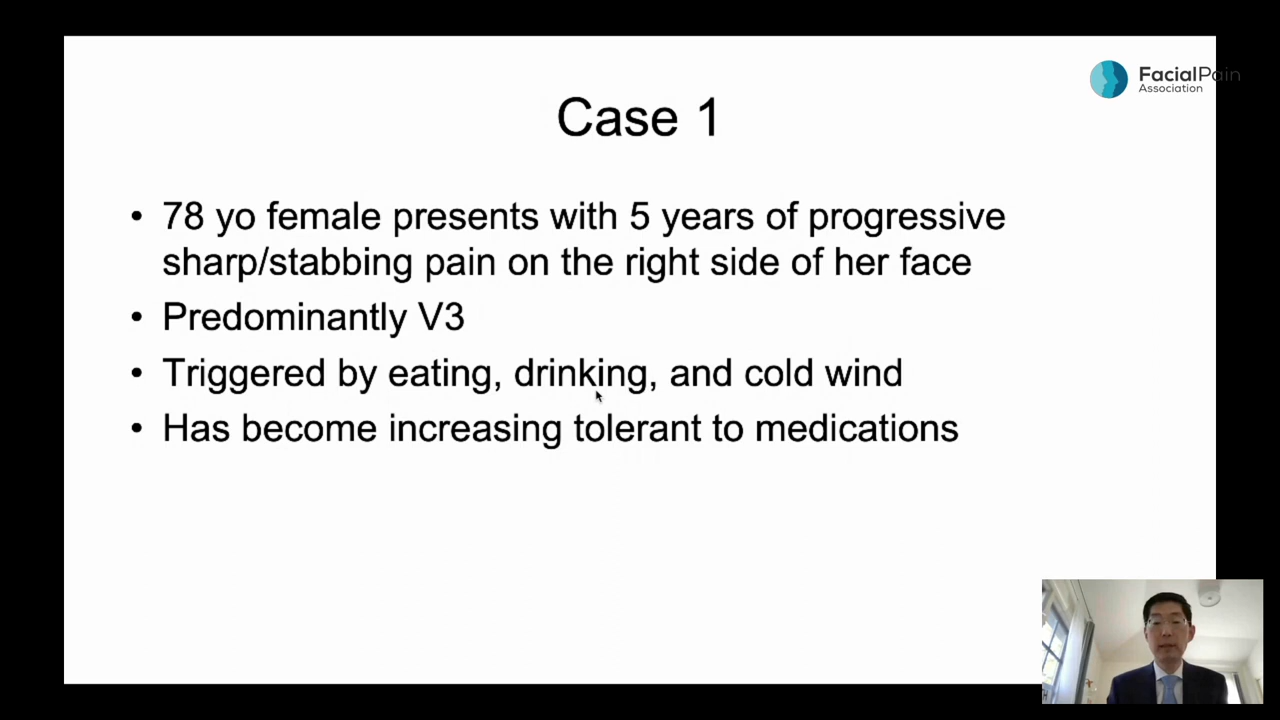 FacialPain
Association
Case 1
• 78 yo female presents with 5 years of progressive
sharp/stabbing pain on the right side of her face
• Predominantly V3
• Triggered by eating, drinking, and cold wind
• Has become increasing tolerant to medications